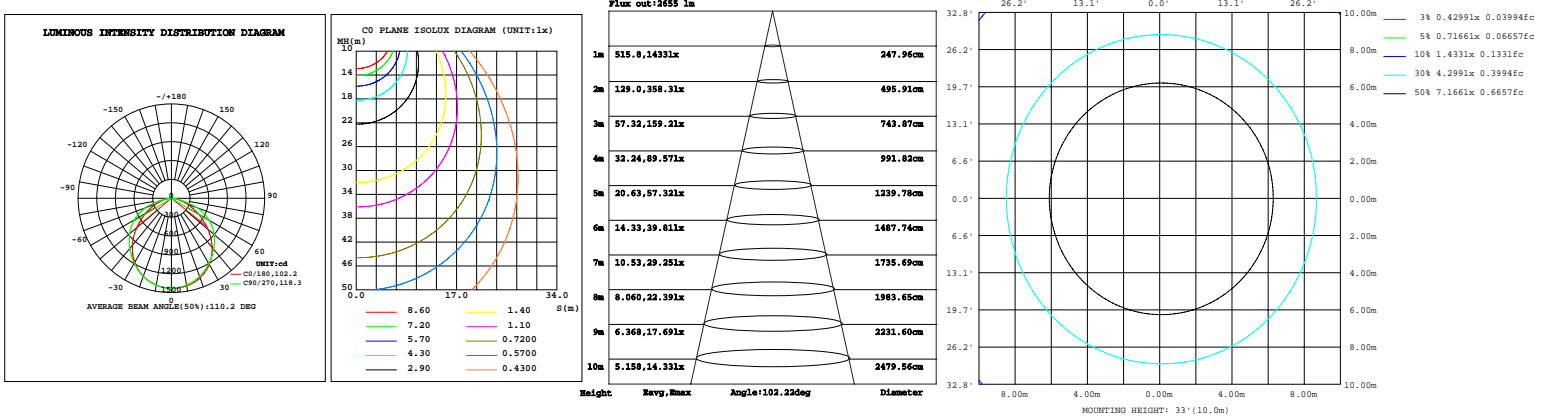 LUMINOUS INTENSITY DISTRIBUTION DIAGRAM
-/+180
-150
150
-120
120
-90
90
-60
60
-30
30
0
0
300
600
900
1200
1500
UNIT:cd
C0/180,102.2
C90/270,118.3
AVERAGE BEAM ANGLE(50%):110.2 DEG
C0 PLANE ISOLUX DIAGRAM (UNIT:lx)
MH(m)
10
14
18
22
26
30
34
38
42
46
50
0.0 17.0 34.0
S(m)
8.60 1.40
7.20 1.10
5.70 0.7200
4.30 0.5700
2.90 0.4300
Flux out:2655 lm
1m 515.8,1433lx 247.96cm
2m 129.0,358.3lx 495.91cm
3m 57.32,159.2lx 743.87cm
4m 32.24,89.57lx 991.82cm
5m 20.63,57.32lx 1239.78cm
6m 14.33,39.81lx 1487.74cm
7m 10.53,29.25lx 1735.69cm
8m 8.060,22.39lx 1983.65cm
9m 6.368,17.69lx 2231.60cm
10m 5.158,14.33lx 2479.56cm
Height Eavg,Emax Angle:102.22deg Diameter
26.2' 13.1' 0.0' 13.1' 26.2'
32.8' 10.00m
26.2' 8.00m
19.7' 6.00m
13.1' 4.00m
6.6' 2.00m
0.0' 0.00m
6.6' 2.00m
13.1' 4.00m
19.7' 6.00m
26.2' 8.00m
32.8' 10.00m
8.00m 4.00m 0.00m 4.00m 8.00m
MOUNTING HEIGHT: 33'(10.0m)
3% 0.4299lx 0.03994fc
5% 0.7166lx 0.06657fc
10% 1.433lx 0.1331fc
30% 4.299lx 0.3994fc
50% 7.166lx 0.6657fc